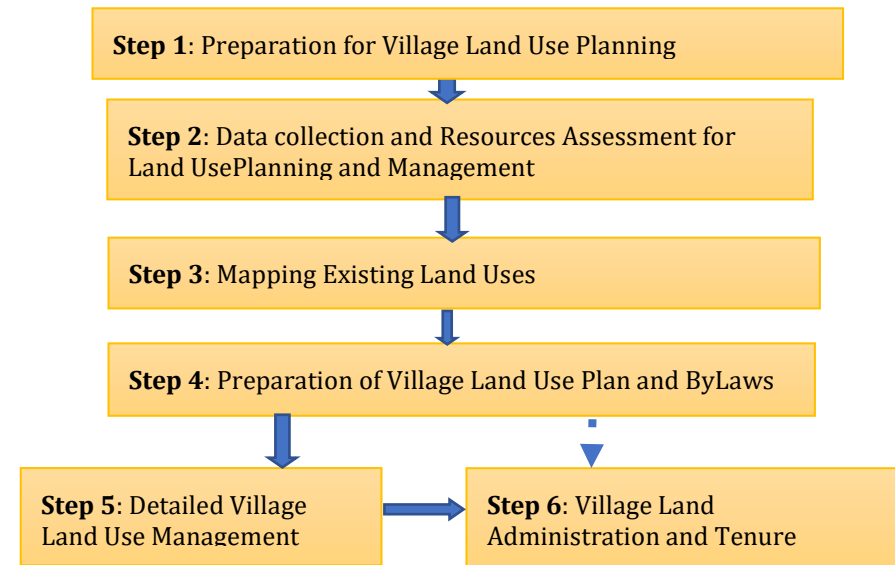 Step 1: Preparation for Village Land Use Planning
Step 2: Data collection and Resources Assessment for
Land UsePlanning and Management
Step 3: Mapping Existing Land Uses
Step 4: Preparation of Village Land Use Plan and ByLaws
Step 5: Detailed Village
Land Use Management
Step 6: Village Land
Administration and Tenure